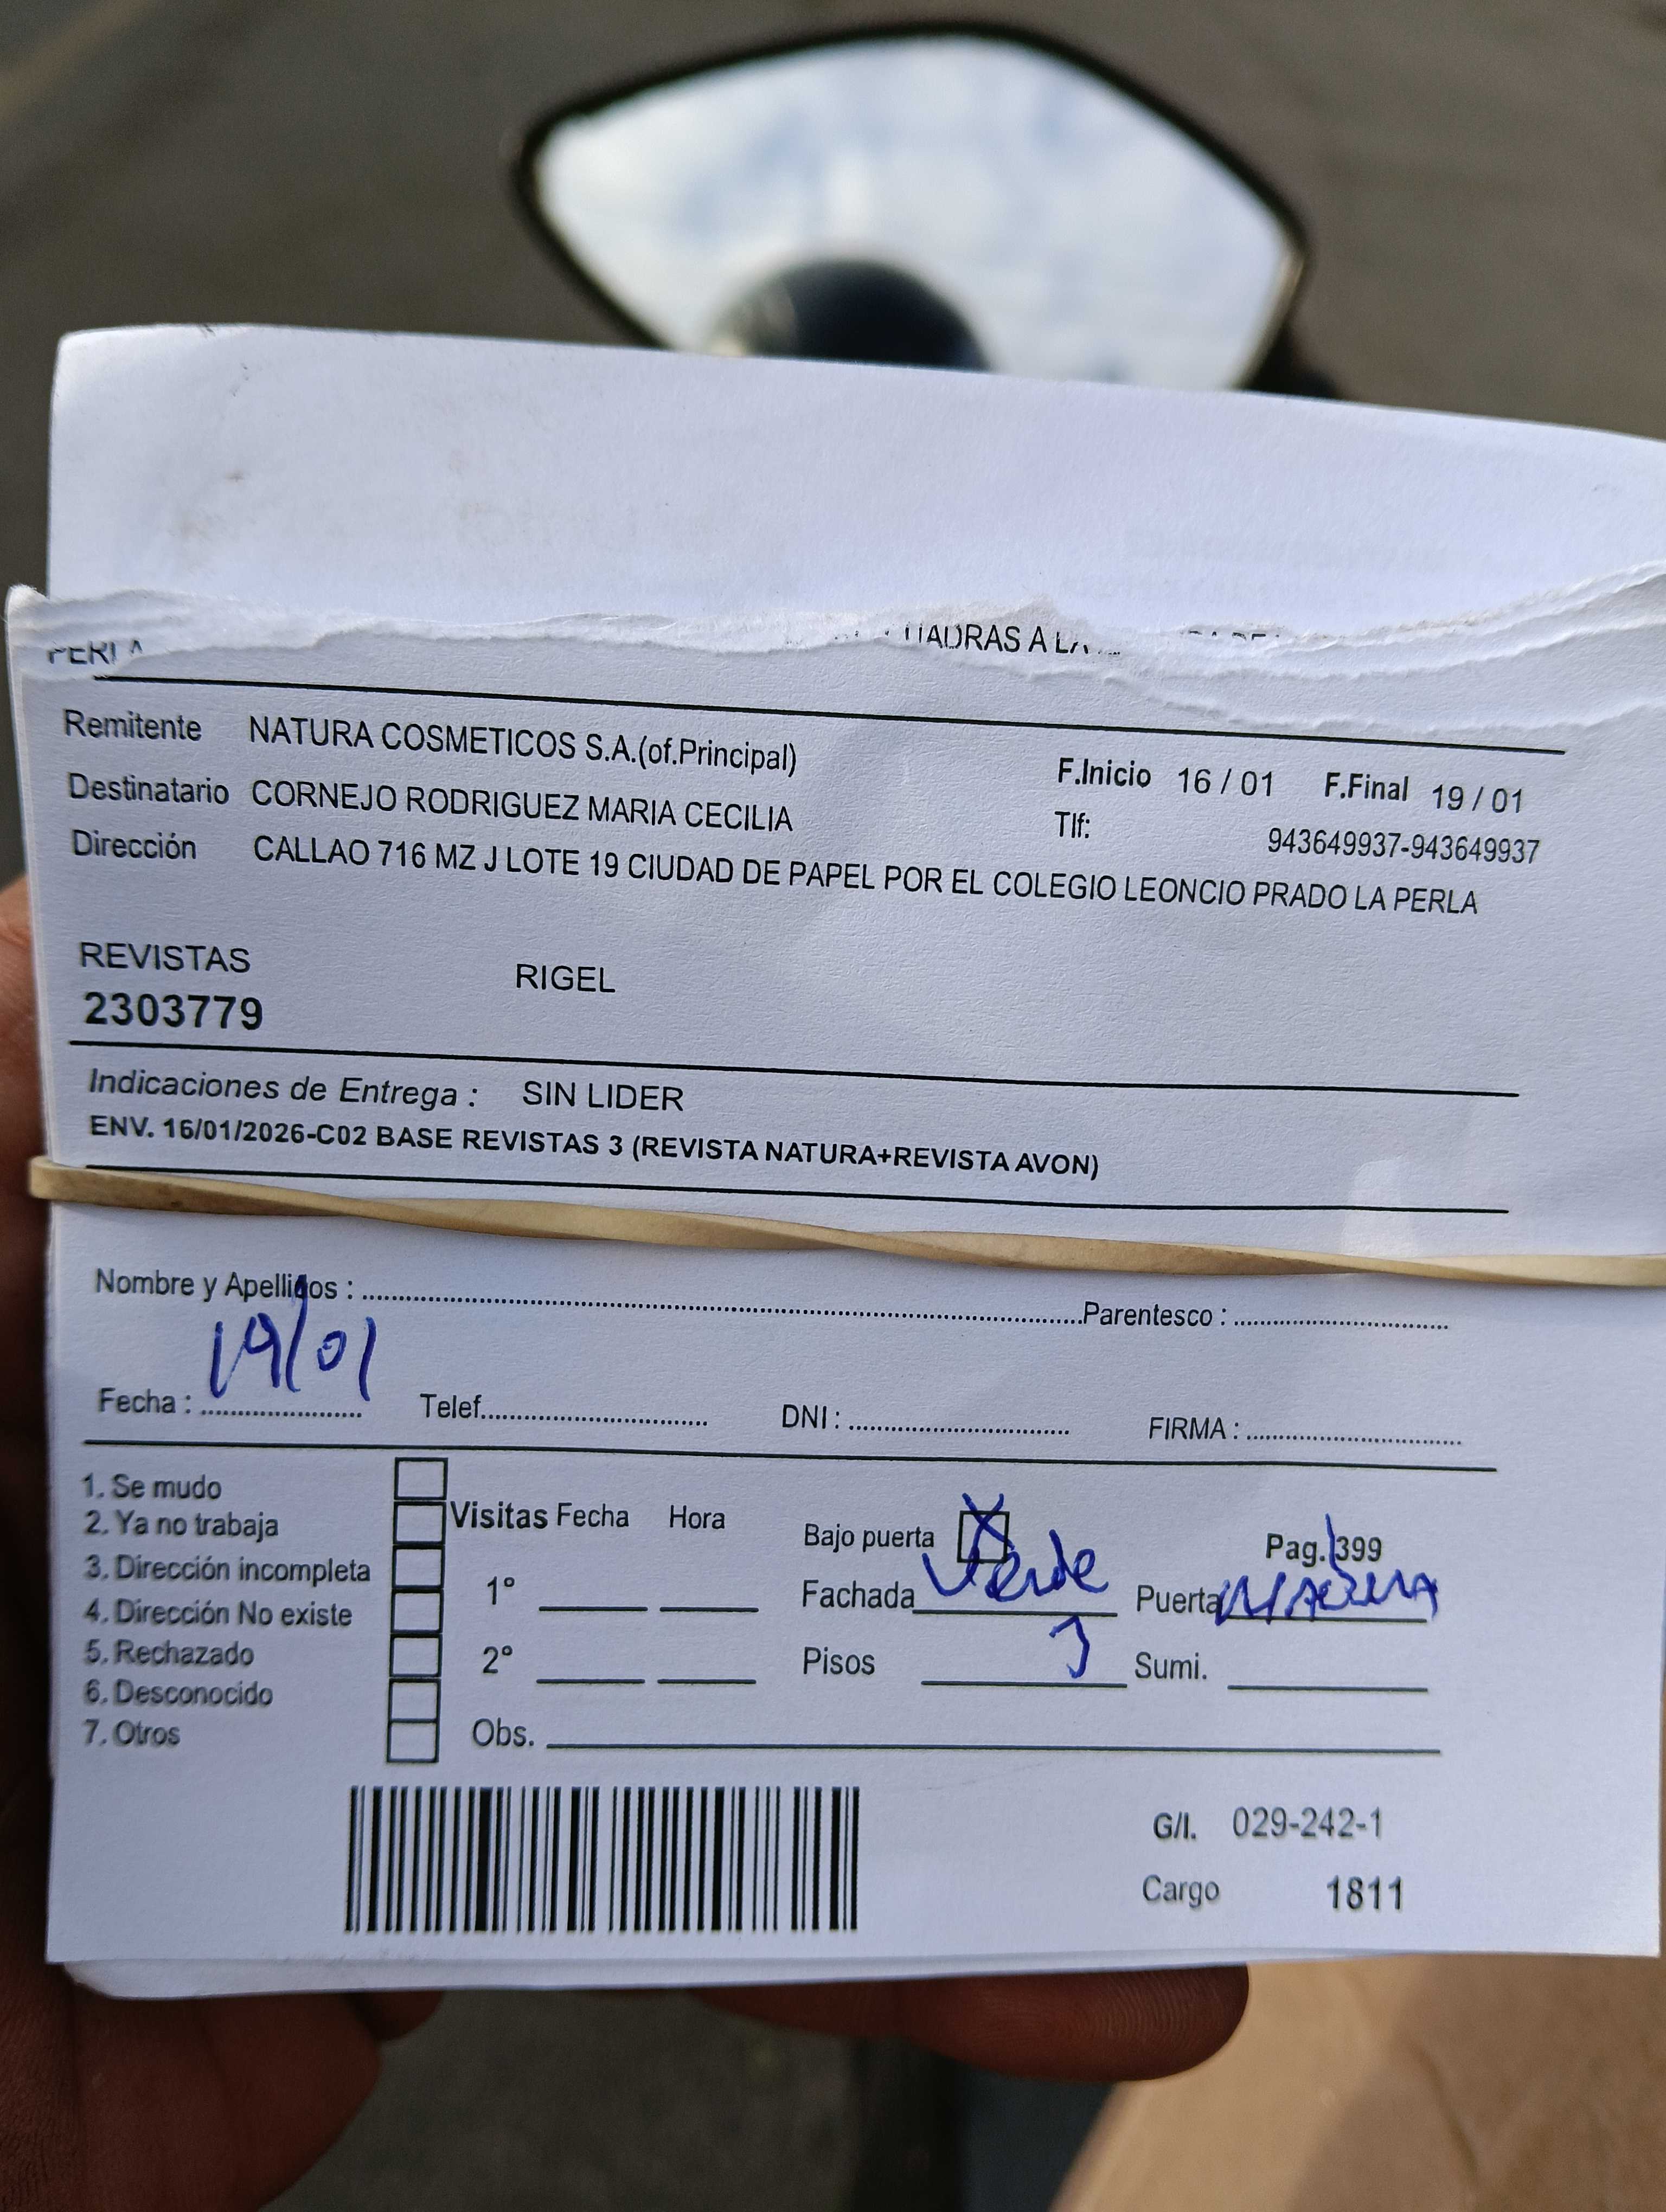 PERLA
UADRAS A LA
Remitente NATURA COSMETICOS S.A.(of.Principal)
F.Inicio 16 / 01 F.Final 19 / 01
Destinatario CORNEJO RODRIGUEZ MARIA CECILIA
Tlf: 943649937-943649937
Dirección CALLAO 716 MZ J LOTE 19 CIUDAD DE PAPEL POR EL COLEGIO LEONCIO PRADO LA PERLA
REVISTAS RIGEL
2303779
Indicaciones de Entrega : SIN LIDER
ENV. 16/01/2026-C02 BASE REVISTAS 3 (REVISTA NATURA+REVISTA AVON)
Nombre y Apellidos : Parentesco :
Fecha : 19/01 Telef. DNI : FIRMA :
1. Se mudo
2. Ya no trabaja
3. Dirección incompleta
4. Dirección No existe
5. Rechazado
6. Desconocido
7. Otros
Visitas Fecha Hora
1°
2°
Obs.
Bajo puerta X Pag. 399
Fachada Verde Puerta MADERA
Pisos 3 Sumi.
G/I. 029-242-1
Cargo 1811